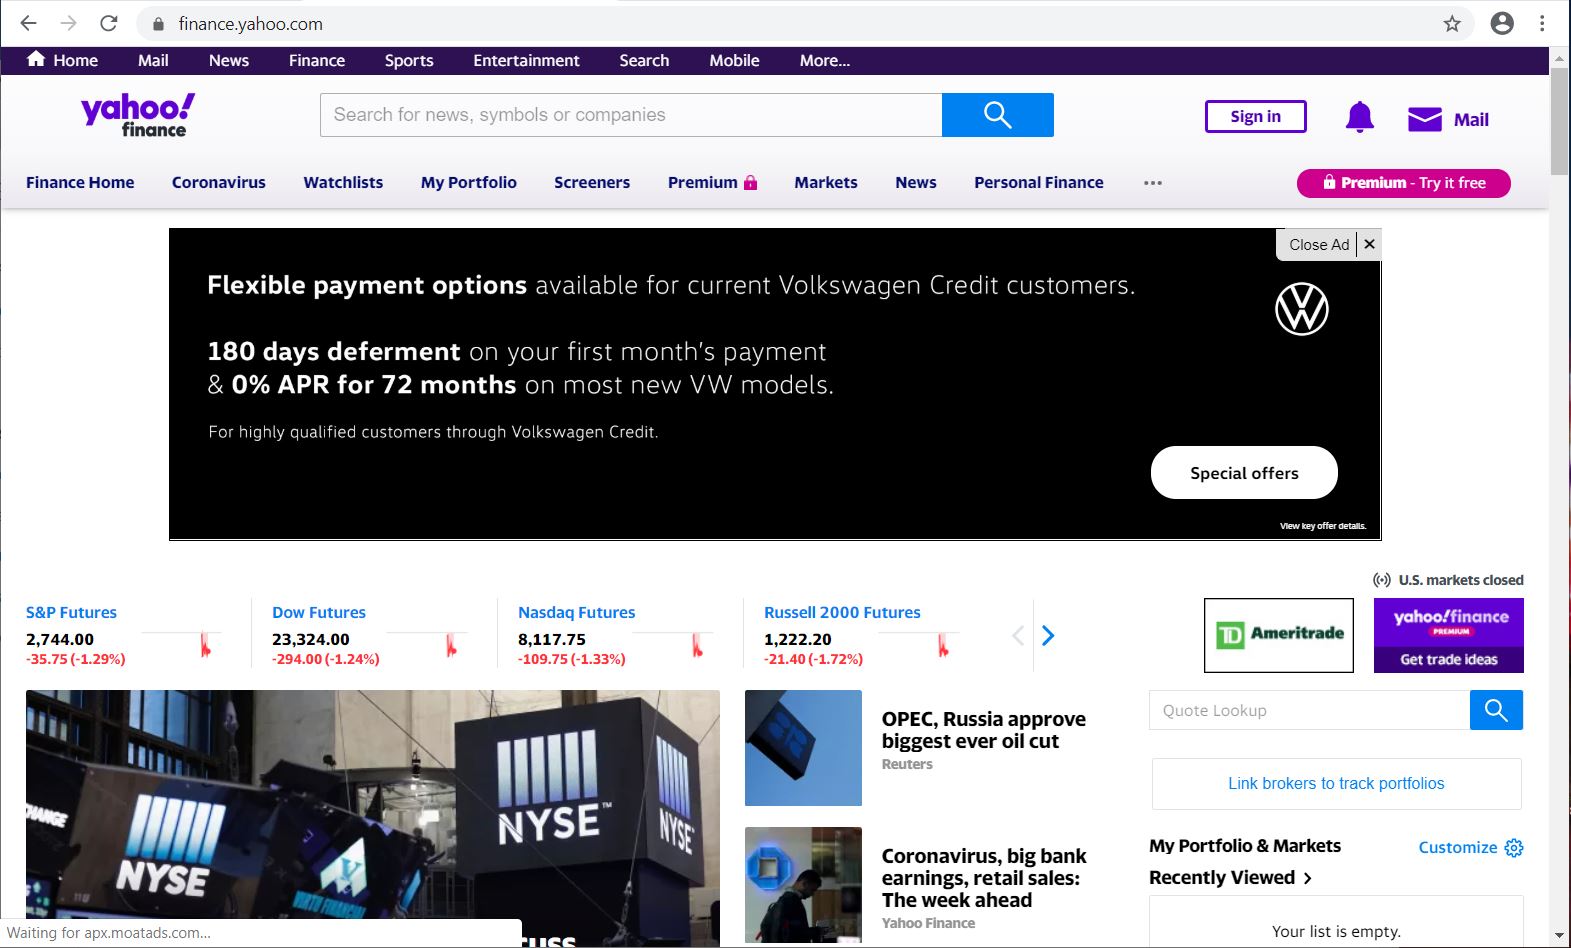 finance.yahoo.com
Home Mail News Finance Sports Entertainment Search Mobile More...
yahoo!
finance
Search for news, symbols or companies
Sign in
Mail
Finance Home Coronavirus Watchlists My Portfolio Screeners Premium Markets News Personal Finance ...
Premium - Try it free
Close Ad
Flexible payment options available for current Volkswagen Credit customers.
180 days deferment on your first month's payment
& 0% APR for 72 months on most new VW models.
For highly qualified customers through Volkswagen Credit.
Special offers
View key offer details.
U.S. markets closed
S&P Futures
2,744.00
-35.75 (-1.29%)
Dow Futures
23,324.00
-294.00 (-1.24%)
Nasdaq Futures
8,117.75
-109.75 (-1.33%)
Russell 2000 Futures
1,222.20
-21.40 (-1.72%)
TD Ameritrade
yahoo!finance
PREMIUM
Get trade ideas
NYSE™
NYSE
NYSE
VIRTU FINANCIAL
OPEC, Russia approve
biggest ever oil cut
Reuters
Coronavirus, big bank
earnings, retail sales:
The week ahead
Yahoo Finance
Quote Lookup
Link brokers to track portfolios
My Portfolio & Markets
Customize
Recently Viewed >
Your list is empty.
Waiting for apx.moatads.com...